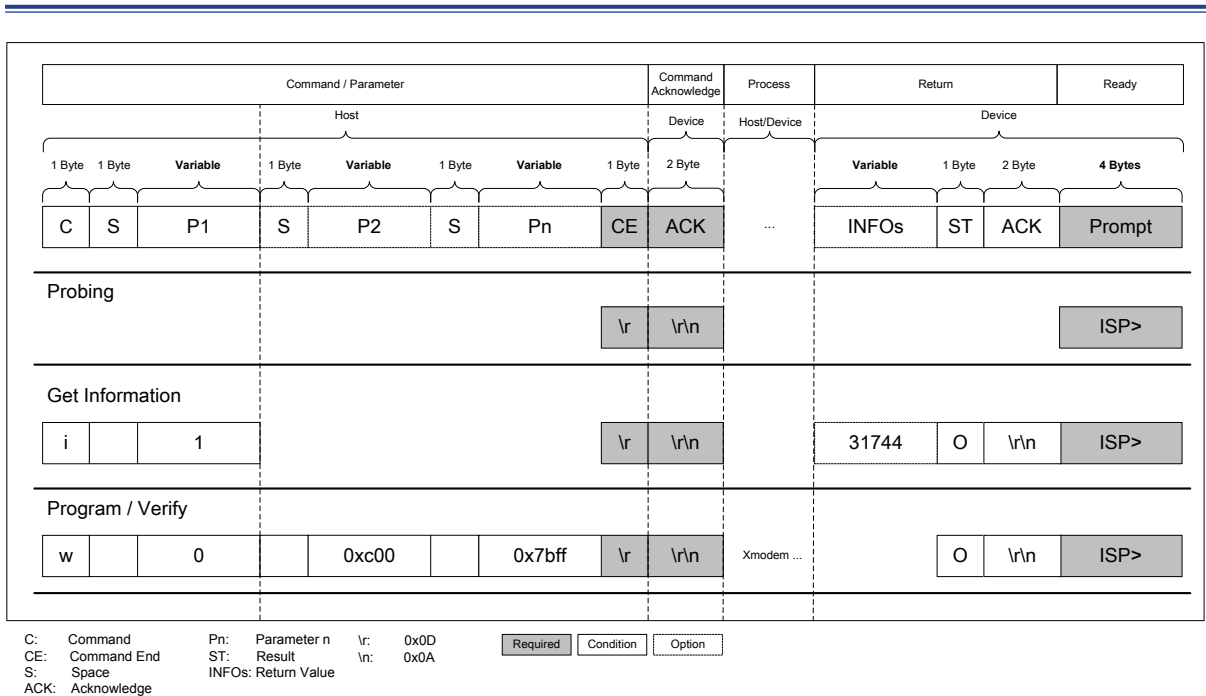 Command / Parameter Command Acknowledge Process Return Ready
Host Device Host/Device Device
1 Byte 1 Byte Variable 1 Byte Variable 1 Byte Variable 1 Byte 2 Byte Variable 1 Byte 2 Byte 4 Bytes
C S P1 S P2 S Pn CE ACK ... INFOs ST ACK Prompt
Probing
\r \r\n ISP>
Get Information
i 1 \r \r\n 31744 O \r\n ISP>
Program / Verify
w 0 0xc00 0x7bff \r \r\n Xmodem ... O \r\n ISP>
C: Command Pn: Parameter n \r: 0x0D Required Condition Option
CE: Command End ST: Result \n: 0x0A
S: Space INFOs: Return Value
ACK: Acknowledge